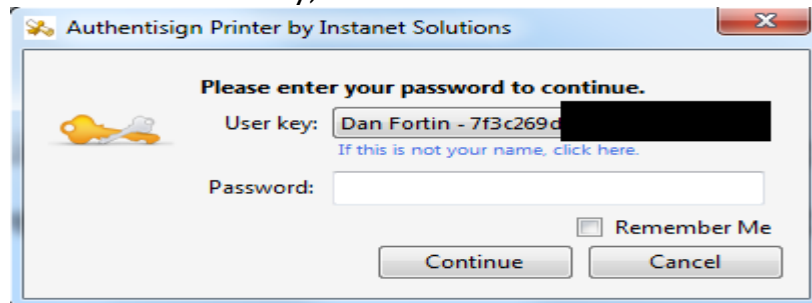 Authentisign Printer by Instanet Solutions
Please enter your password to continue.
User key: Dan Fortin - 7f3c269d
If this is not your name, click here.
Password:
Remember Me
Continue Cancel